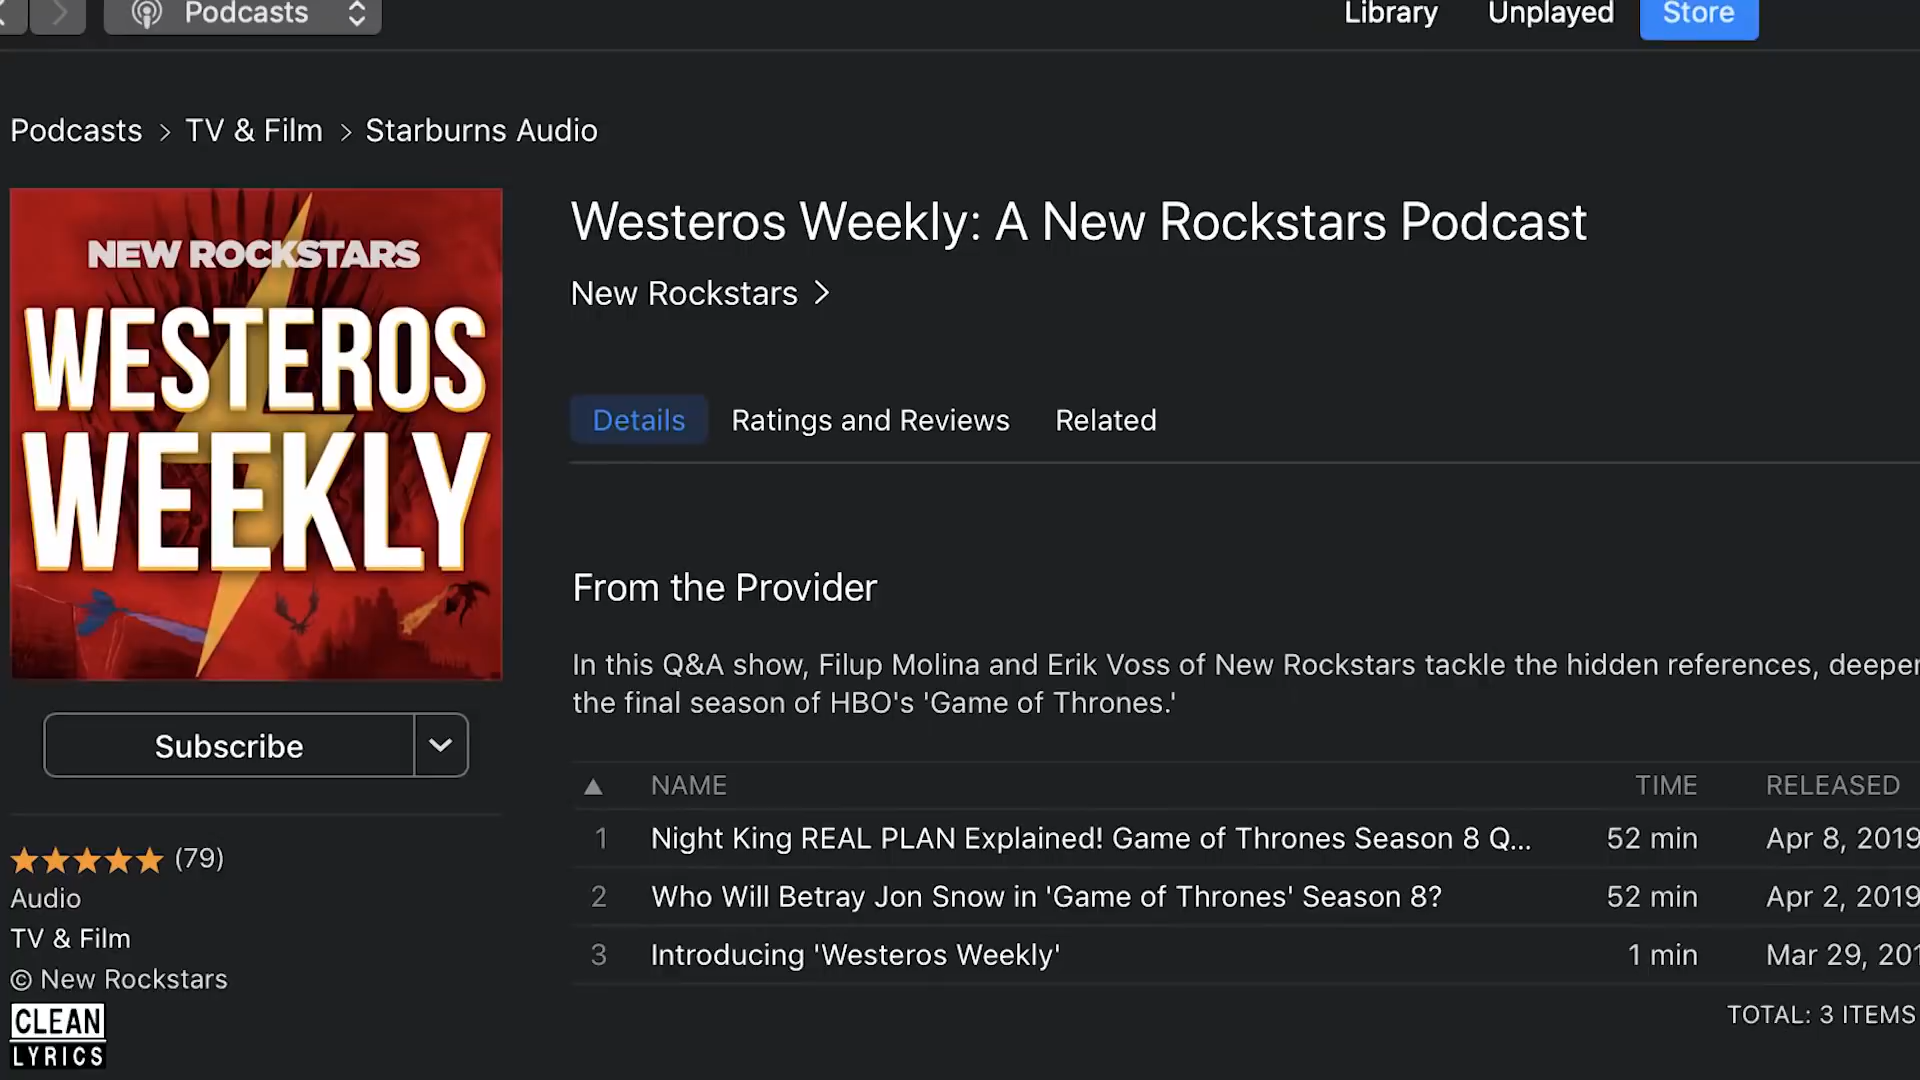 Podcasts
Library Unplayed Store
Podcasts > TV & Film > Starburns Audio
NEW ROCKSTARS
WESTEROS
WEEKLY
Westeros Weekly: A New Rockstars Podcast
New Rockstars >
Details Ratings and Reviews Related
From the Provider
In this Q&A show, Filup Molina and Erik Voss of New Rockstars tackle the hidden references, deeper
the final season of HBO's 'Game of Thrones.'
Subscribe
▲ NAME TIME RELEASED
1 Night King REAL PLAN Explained! Game of Thrones Season 8 Q... 52 min Apr 8, 2019
2 Who Will Betray Jon Snow in 'Game of Thrones' Season 8? 52 min Apr 2, 2019
3 Introducing 'Westeros Weekly' 1 min Mar 29, 201
TOTAL: 3 ITEMS
★★★★★ (79)
Audio
TV & Film
© New Rockstars
CLEAN
LYRICS